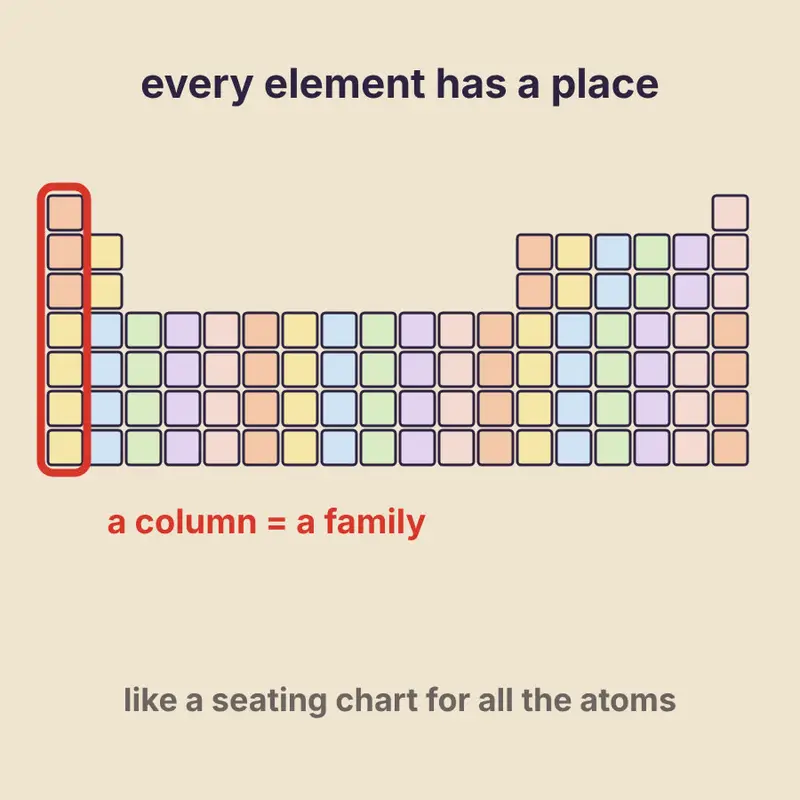 every element has a place
a column = a family
like a seating chart for all the atoms